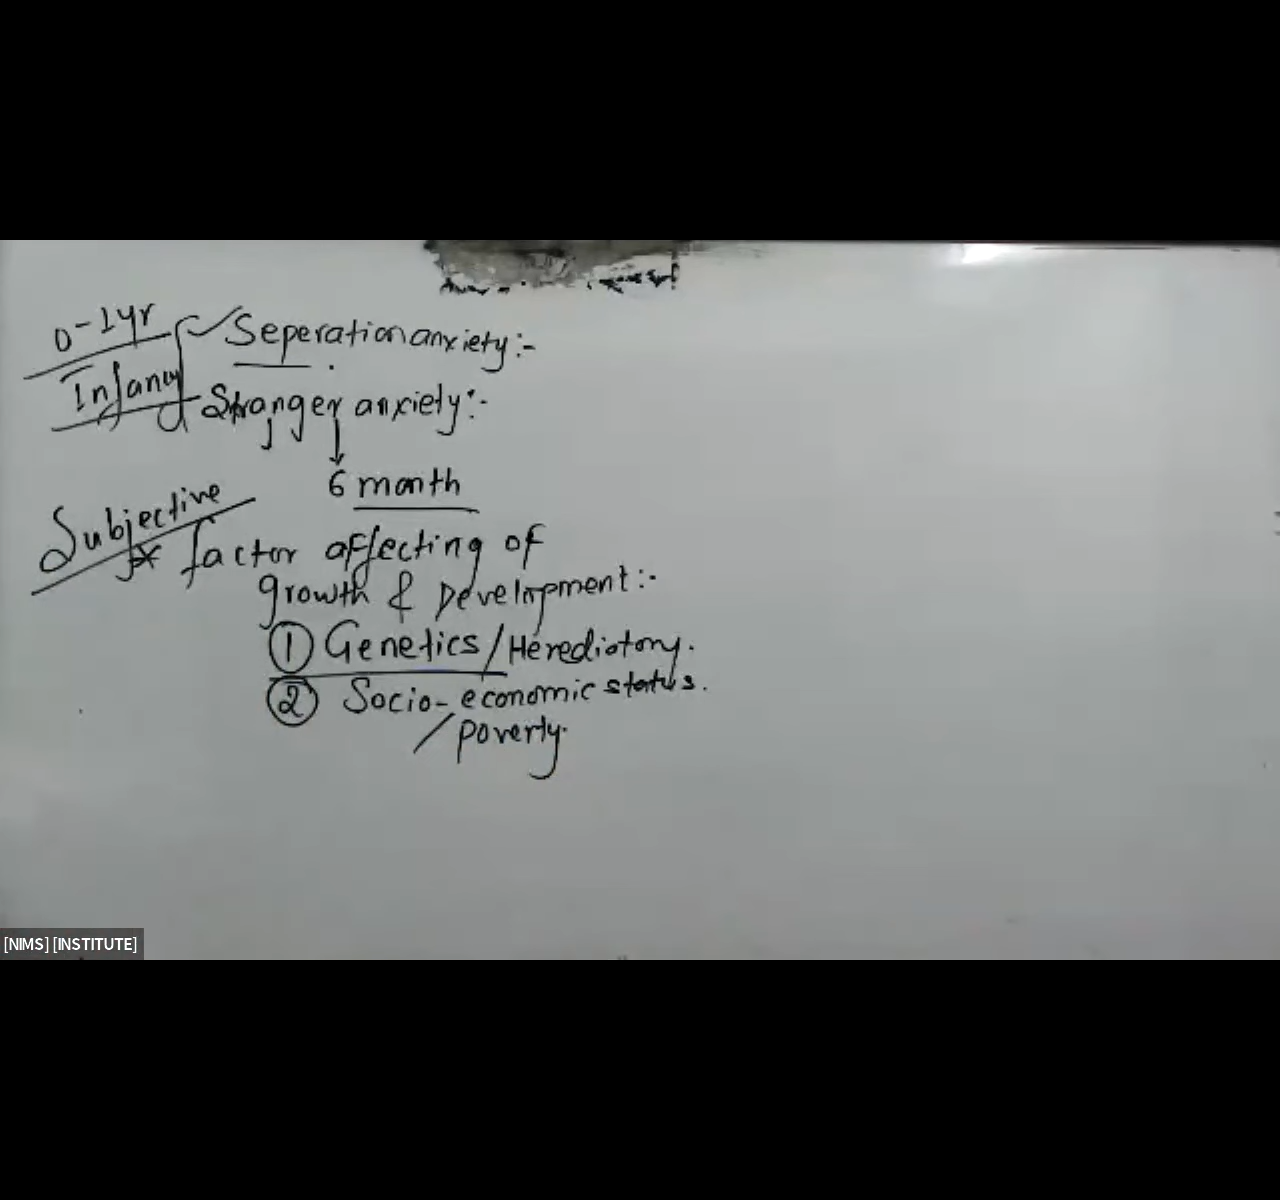 0-1yr
Infancy
Seperation anxiety:-
Stranger anxiety:-
6 month
Subjective
* factor affecting of
growth & Development:-
① Genetics/Herediatory.
② Socio-economic status.
/poverty.
[NIMS] [INSTITUTE]